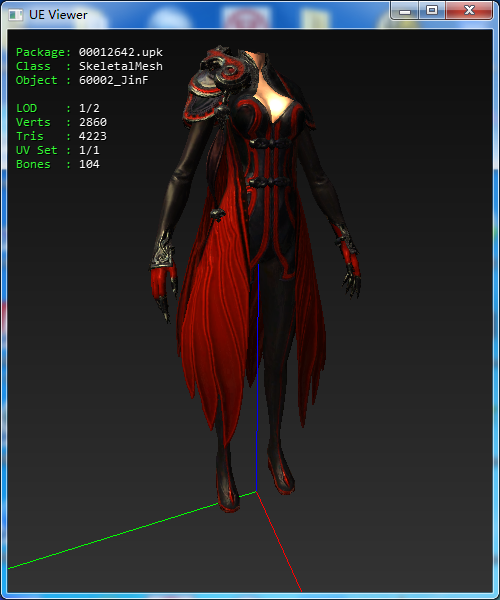 UE Viewer
Package: 00012642.upk
Class : SkeletalMesh
Object : 60002_JinF
LOD : 1/2
Verts : 2860
Tris : 4223
UV Set : 1/1
Bones : 104